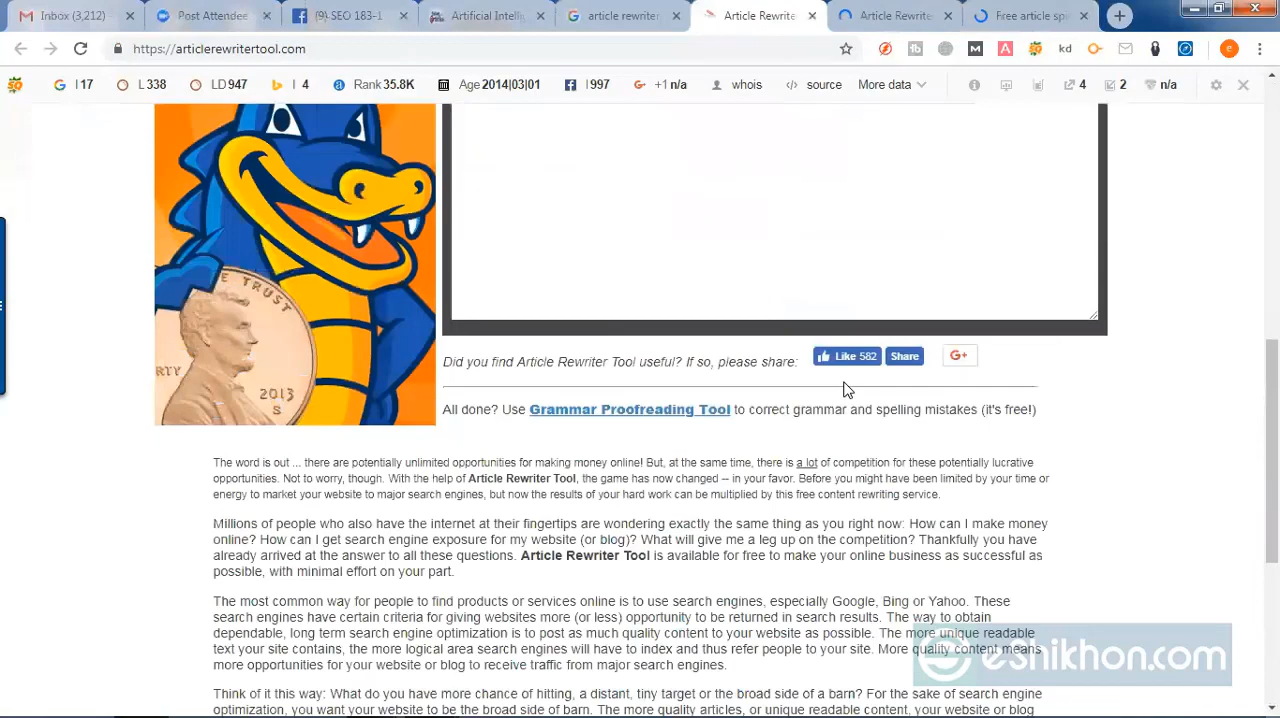 Inbox (3,212)
Post Attendee
(9) SEO 183-1
Artificial Intelli
article rewriter
Article Rewrite
Article Rewrite
Free article spi
https://articlerewritertool.com
kd
I 17
L 338
LD 947
I 4
Rank 35.8K
Age 2014|03|01
I 997
+1 n/a
whois
source
More data
4
2
n/a
E TRUST
RTY
2013
S
Did you find Article Rewriter Tool useful? If so, please share:
Like 582
Share
G+
All done? Use Grammar Proofreading Tool to correct grammar and spelling mistakes (it's free!)
The word is out ... there are potentially unlimited opportunities for making money online! But, at the same time, there is a lot of competition for these potentially lucrative
opportunities. Not to worry, though. With the help of Article Rewriter Tool, the game has now changed -- in your favor. Before you might have been limited by your time or
energy to market your website to major search engines, but now the results of your hard work can be multiplied by this free content rewriting service.
Millions of people who also have the internet at their fingertips are wondering exactly the same thing as you right now: How can I make money
online? How can I get search engine exposure for my website (or blog)? What will give me a leg up on the competition? Thankfully you have
already arrived at the answer to all these questions. Article Rewriter Tool is available for free to make your online business as successful as
possible, with minimal effort on your part.
The most common way for people to find products or services online is to use search engines, especially Google, Bing or Yahoo. These
search engines have certain criteria for giving websites more (or less) opportunity to be returned in search results. The way to obtain
dependable, long term search engine optimization is to post as much quality content to your website as possible. The more unique readable
text your site contains, the more logical area search engines will have to index and thus refer people to your site. More quality content means
more opportunities for your website or blog to receive traffic from major search engines.
eshikhon.com
Think of it this way: What do you have more chance of hitting, a distant, tiny target or the broad side of a barn? For the sake of search engine
optimization, you want your website to be the broad side of barn. The more quality articles, or unique readable content, your website or blog